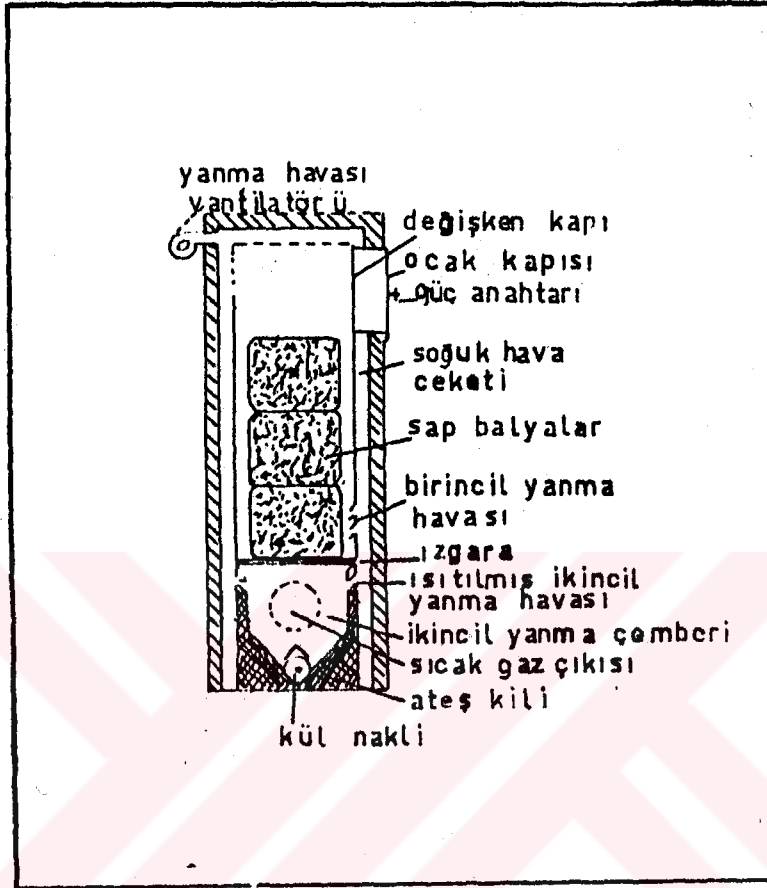 yanma havası
vantilatörü
değişken kapı
ocak kapısı
güç anahtarı
soğuk hava
ceketi
sap balyalar
birincil yanma
havası
ızgara
ısıtılmış ikincil
yanma havası
ikincil yanma çemberi
sıcak gaz çıkısı
ateş kili
kül nakli